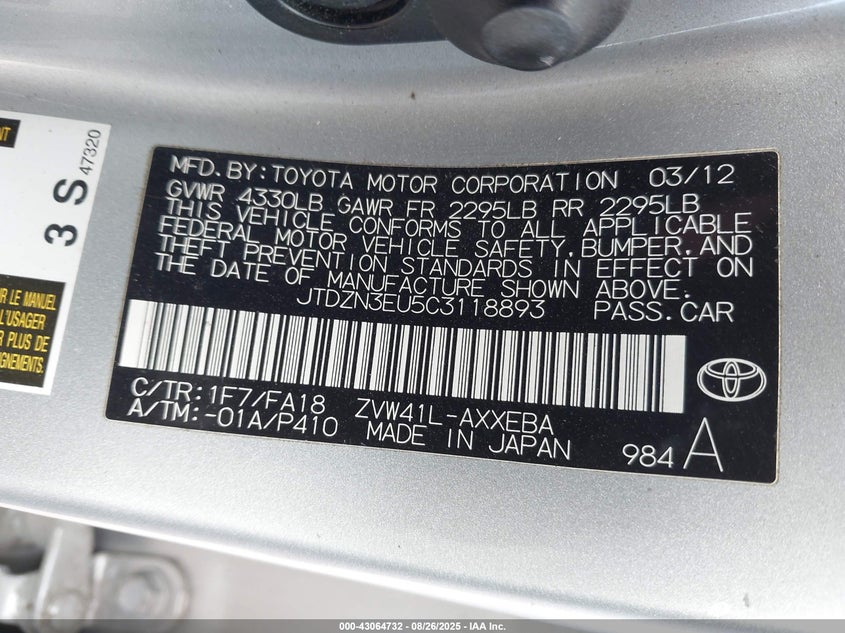 MFD.BY:TOYOTA MOTOR CORPORATION 03/12
GVWR 4330LB GAWR FR 2295LB RR 2295LB
THIS VEHICLE CONFORMS TO ALL APPLICABLE
FEDERAL MOTOR VEHICLE SAFETY,BUMPER,AND
THEFT PREVENTION STANDARDS IN EFFECT ON
THE DATE OF MANUFACTURE SHOWN ABOVE.
JTDZN3EU5C3118893 PASS.CAR
C/TR:1F7/FA18 ZVW41L-AXXEBA
A/TM:-01A/P410 MADE IN JAPAN
984 A
3 S
47320
LE MANUEL
L'USAGER
PLUS DE
000-43064732 - 08/26/2025 - IAA Inc.